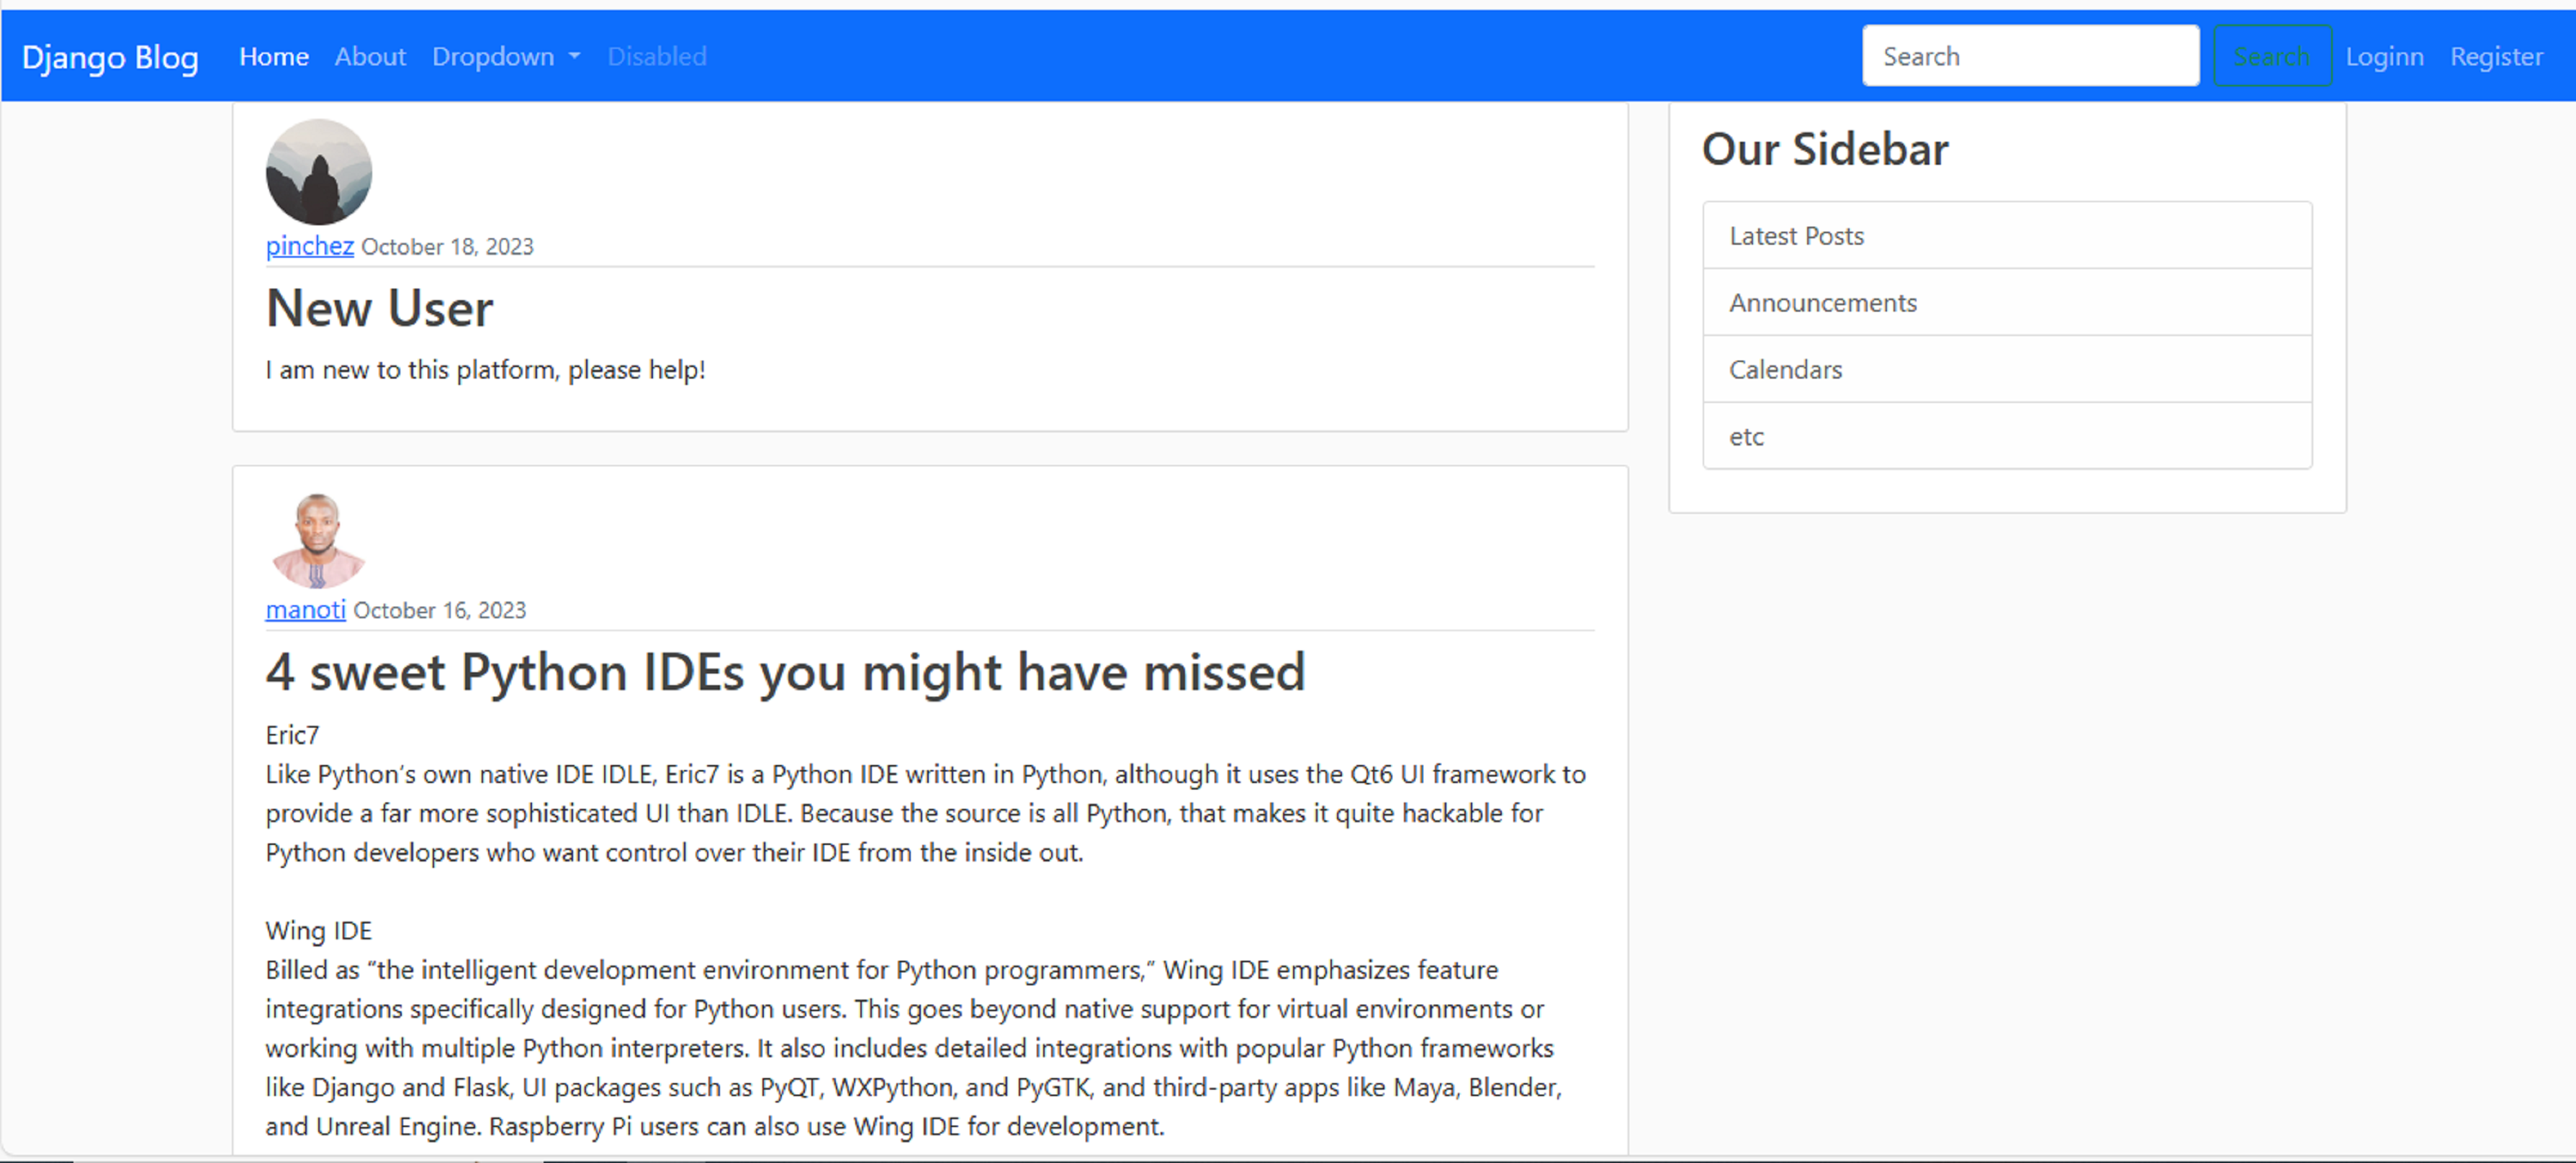 Django Blog Home About Dropdown Disabled Search Search Loginn Register
pinchez October 18, 2023
New User
I am new to this platform, please help!
Our Sidebar
Latest Posts
Announcements
Calendars
etc
manoti October 16, 2023
4 sweet Python IDEs you might have missed
Eric7
Like Python’s own native IDE IDLE, Eric7 is a Python IDE written in Python, although it uses the Qt6 UI framework to
provide a far more sophisticated UI than IDLE. Because the source is all Python, that makes it quite hackable for
Python developers who want control over their IDE from the inside out.
Wing IDE
Billed as “the intelligent development environment for Python programmers,” Wing IDE emphasizes feature
integrations specifically designed for Python users. This goes beyond native support for virtual environments or
working with multiple Python interpreters. It also includes detailed integrations with popular Python frameworks
like Django and Flask, UI packages such as PyQT, WXPython, and PyGTK, and third-party apps like Maya, Blender,
and Unreal Engine. Raspberry Pi users can also use Wing IDE for development.